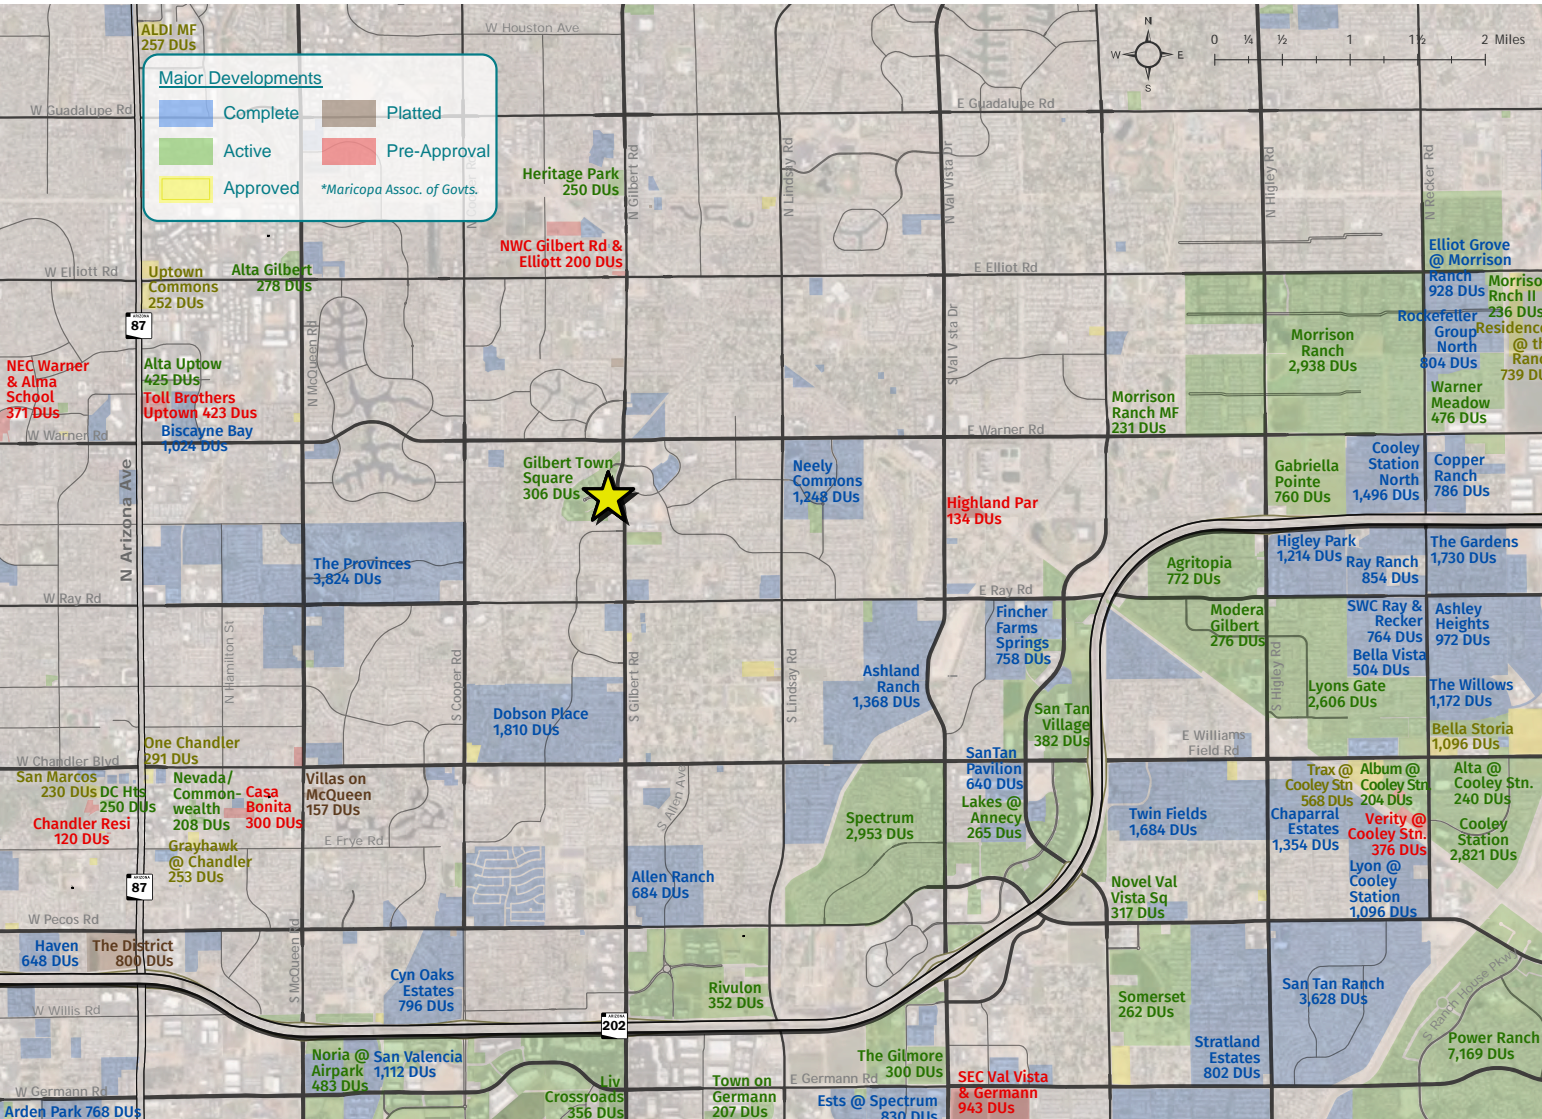 W Houston Ave
ALDI MF
257 DUs
N
W
E
S
0 ¼ ½ 1 1½ 2 Miles
Major Developments
Complete
Platted
Active
Pre-Approval
Approved
*Maricopa Assoc. of Govts.
W Guadalupe Rd
E Guadalupe Rd
N Gilbert Rd
N Lindsay Rd
N Val Vista Dr
N Higley Rd
N Recker Rd
Heritage Park
250 DUs
NWC Gilbert Rd &
Elliott 200 DUs
W Elliott Rd
E Elliot Rd
Uptown
Commons
252 DUs
Alta Gilbert
278 DUs
Elliot Grove
@ Morrison
Ranch
928 DUs
Morriso
Rnch II
236 DUs
Rockefeller
Group
North
804 DUs
Residence
@ th
Ranc
739 DU
Morrison
Ranch
2,938 DUs
Warner
Meadow
476 DUs
87
N McQueen Rd
S Val Vista Dr
NEC Warner
& Alma
School
371 DUs
Alta Uptow
425 DUs
Toll Brothers
Uptown 423 Dus
Biscayne Bay
1,024 DUs
Morrison
Ranch MF
231 DUs
W Warner Rd
E Warner Rd
N Arizona Ave
Gilbert Town
Square
306 DUs
Neely
Commons
1,248 DUs
Highland Par
134 DUs
Gabriella
Pointe
760 DUs
Cooley
Station
North
1,496 DUs
Copper
Ranch
786 DUs
The Provinces
3,824 DUs
Agritopia
772 DUs
Higley Park
1,214 DUs
Ray Ranch
854 DUs
The Gardens
1,730 DUs
W Ray Rd
E Ray Rd
N Hamilton St
S Cooper Rd
S Gilbert Rd
S Lindsay Rd
S Higley Rd
Fincher
Farms
Springs
758 DUs
Modera
Gilbert
276 DUs
SWC Ray &
Recker
764 DUs
Ashley
Heights
972 DUs
Bella Vista
504 DUs
Ashland
Ranch
1,368 DUs
Lyons Gate
2,606 DUs
The Willows
1,172 DUs
Dobson Place
1,810 DUs
San Tan
Village
382 DUs
E Williams
Field Rd
Bella Storia
1,096 DUs
One Chandler
291 DUs
W Chandler Blvd
San Marcos
230 DUs
DC Hts
250 DUs
Nevada/
Common-
wealth
208 DUs
Casa
Bonita
300 DUs
Villas on
McQueen
157 DUs
Chandler Resi
120 DUs
SanTan
Pavilion
640 DUs
Lakes @
Annecy
265 Dus
Trax @
Cooley Stn
568 DUs
Album @
Cooley Stn.
204 DUs
Alta @
Cooley Stn.
240 DUs
Spectrum
2,953 DUs
Twin Fields
1,684 DUs
Chaparral
Estates
1,354 DUs
Verity @
Cooley Stn.
376 DUs
Cooley
Station
2,821 DUs
S Allen Ave
E Frye Rd
Grayhawk
@ Chandler
253 DUs
Allen Ranch
684 DUs
Lyon @
Cooley
Station
1,096 DUs
Novel Val
Vista Sq
317 DUs
87
W Pecos Rd
Haven
648 DUs
The District
800 DUs
S McQueen Rd
Cyn Oaks
Estates
796 DUs
Rivulon
352 DUs
Somerset
262 DUs
San Tan Ranch
3,628 DUs
S Ranch House Pkwy
W Willis Rd
202
Noria @
Airpark
483 DUs
San Valencia
1,112 DUs
The Gilmore
300 DUs
Stratland
Estates
802 DUs
Power Ranch
7,169 DUs
W Germann Rd
E Germann Rd
Liv
Crossroads
356 DUs
Town on
Germann
207 DUs
SEC Val Vista
& Germann
943 DUs
Arden Park 768 DUs
Ests @ Spectrum
830 DUs